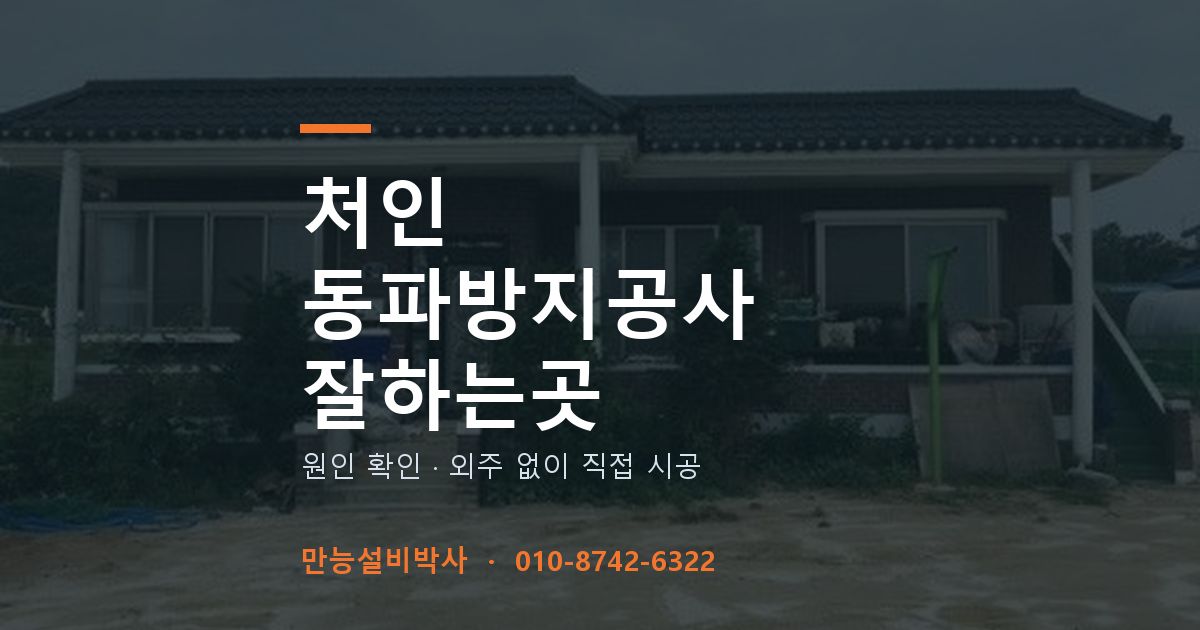 처인
동파방지공사
잘하는곳
원인 확인 · 외주 없이 직접 시공
만능설비박사 · 010-8742-6322